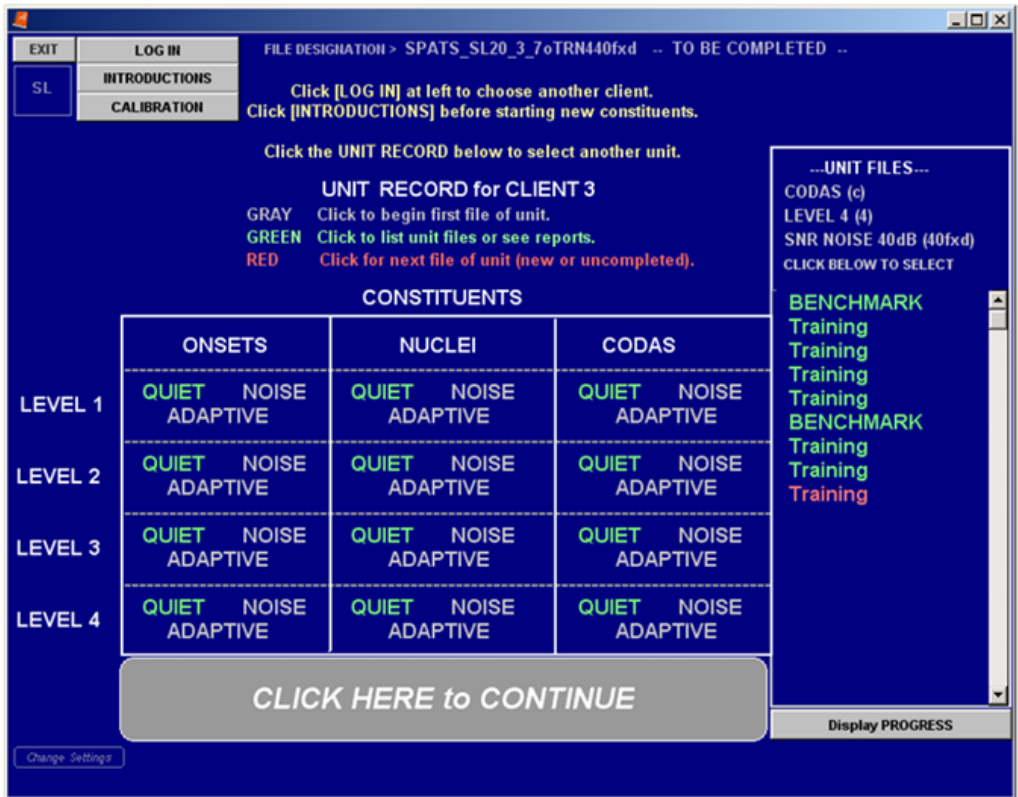 EXIT
LOG IN
FILE DESIGNATION > SPATS_SL20_3_7oTRN440fxd -- TO BE COMPLETED --
SL
INTRODUCTIONS
CALIBRATION
Click [LOG IN] at left to choose another client.
Click [INTRODUCTIONS] before starting new constituents.
Click the UNIT RECORD below to select another unit.
UNIT RECORD for CLIENT 3
GRAY Click to begin first file of unit.
GREEN Click to list unit files or see reports.
RED Click for next file of unit (new or uncompleted).
CONSTITUENTS
ONSETS NUCLEI CODAS
LEVEL 1
QUIET NOISE QUIET NOISE QUIET NOISE
ADAPTIVE ADAPTIVE ADAPTIVE
LEVEL 2
QUIET NOISE QUIET NOISE QUIET NOISE
ADAPTIVE ADAPTIVE ADAPTIVE
LEVEL 3
QUIET NOISE QUIET NOISE QUIET NOISE
ADAPTIVE ADAPTIVE ADAPTIVE
LEVEL 4
QUIET NOISE QUIET NOISE QUIET NOISE
ADAPTIVE ADAPTIVE ADAPTIVE
CLICK HERE to CONTINUE
Change Settings
---UNIT FILES---
CODAS (c)
LEVEL 4 (4)
SNR NOISE 40dB (40fxd)
CLICK BELOW TO SELECT
BENCHMARK
Training
Training
Training
Training
BENCHMARK
Training
Training
Training
Display PROGRESS